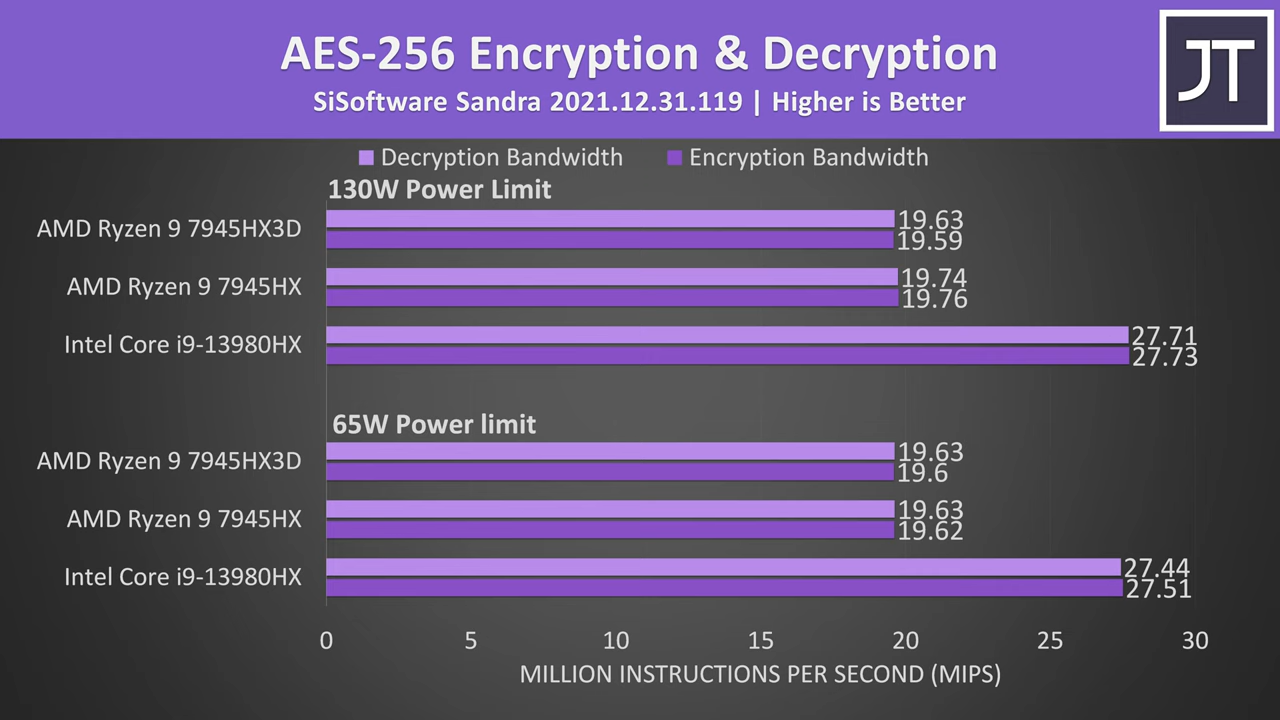 AES-256 Encryption & Decryption
SiSoftware Sandra 2021.12.31.119 | Higher is Better
JT
Decryption Bandwidth Encryption Bandwidth
130W Power Limit
AMD Ryzen 9 7945HX3D 19.63
19.59
AMD Ryzen 9 7945HX 19.74
19.76
Intel Core i9-13980HX 27.71
27.73
65W Power limit
AMD Ryzen 9 7945HX3D 19.63
19.6
AMD Ryzen 9 7945HX 19.63
19.62
Intel Core i9-13980HX 27.44
27.51
0 5 10 15 20 25 30
MILLION INSTRUCTIONS PER SECOND (MIPS)